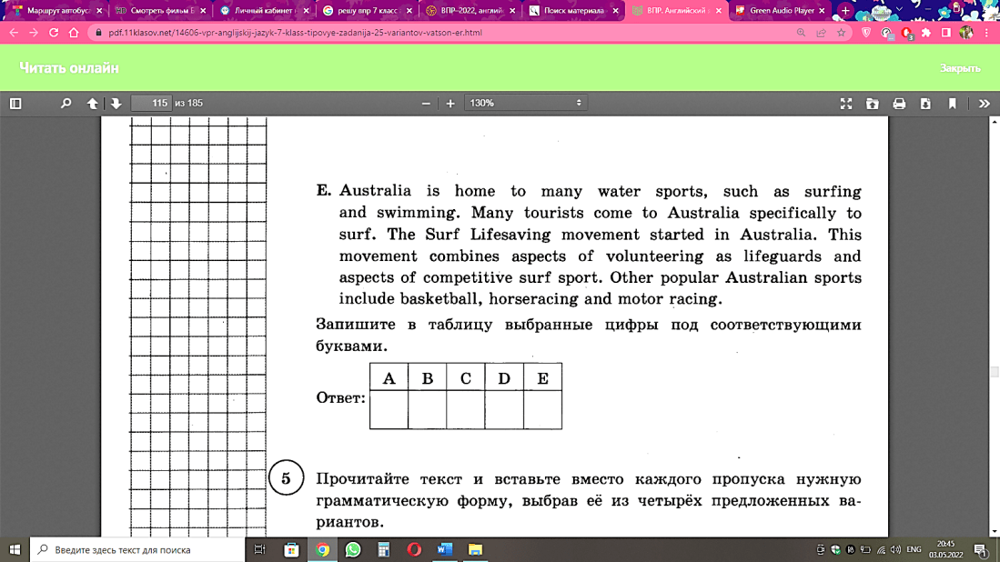 Маршрут автобус
Смотреть фильм Б
Личный кабинет
решу впр 7 класс
ВПР-2022, англий
Поиск материала
ВПР. Английский
Green Audio Player
pdf.11klasov.net/14606-vpr-anglijskij-jazyk-7-klass-tipovye-zadanija-25-variantov-vatson-er.html
Читать онлайн
Закрыть
115 из 185
130%
E. Australia is home to many water sports, such as surfing
and swimming. Many tourists come to Australia specifically to
surf. The Surf Lifesaving movement started in Australia. This
movement combines aspects of volunteering as lifeguards and
aspects of competitive surf sport. Other popular Australian sports
include basketball, horseracing and motor racing.
Запишите в таблицу выбранные цифры под соответствующими
буквами.
A B C D E
Ответ:
5 Прочитайте текст и вставьте вместо каждого пропуска нужную
грамматическую форму, выбрав её из четырёх предложенных ва-
риантов.
Введите здесь текст для поиска
ENG
20:45
03.05.2022